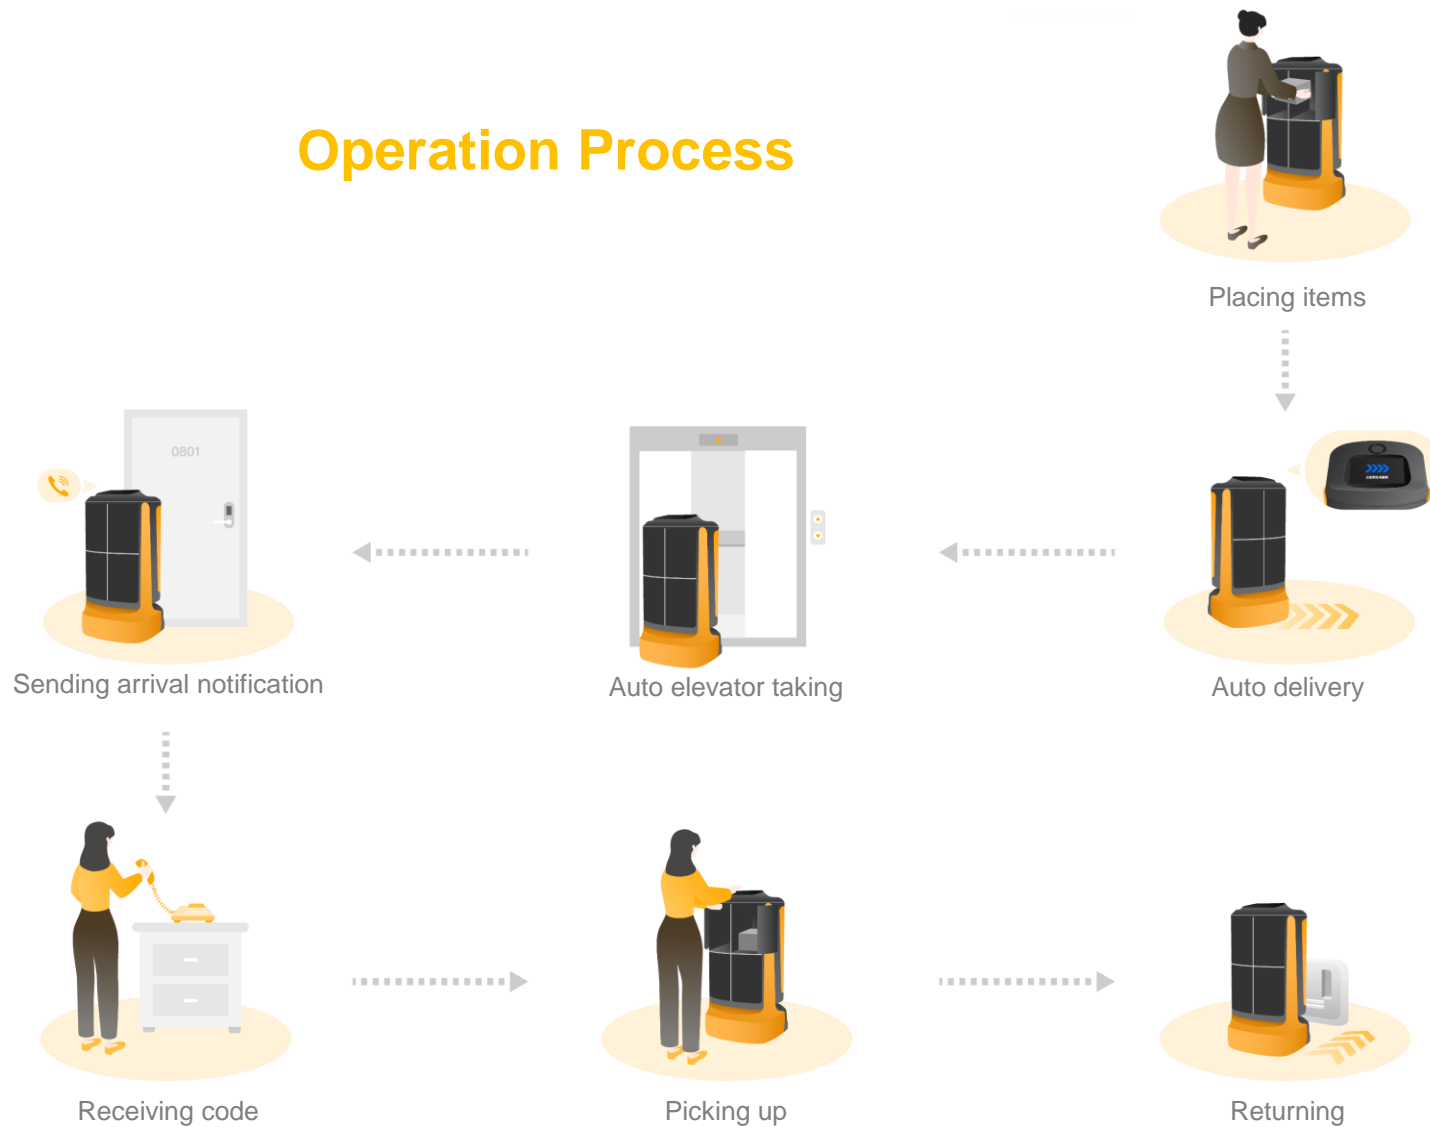 Operation Process
Placing items
0801
Sending arrival notification
Auto elevator taking
Auto delivery
Receiving code
Picking up
Returning